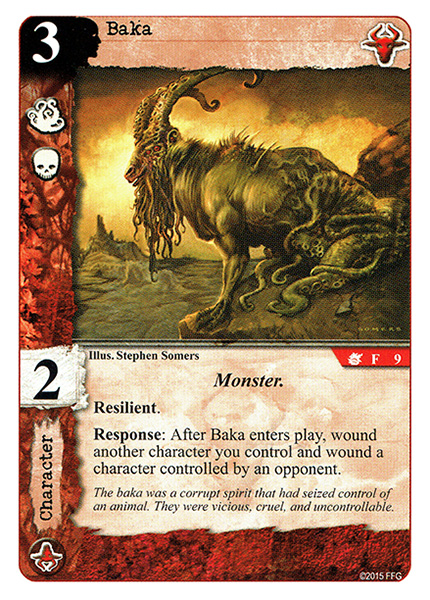 3
Baka
SOMERS
Illus. Stephen Somers
F 9
2
Monster.
Resilient.
Response: After Baka enters play, wound
another character you control and wound a
character controlled by an opponent.
The baka was a corrupt spirit that had seized control of
an animal. They were vicious, cruel, and uncontrollable.
Character
©2015 FFG